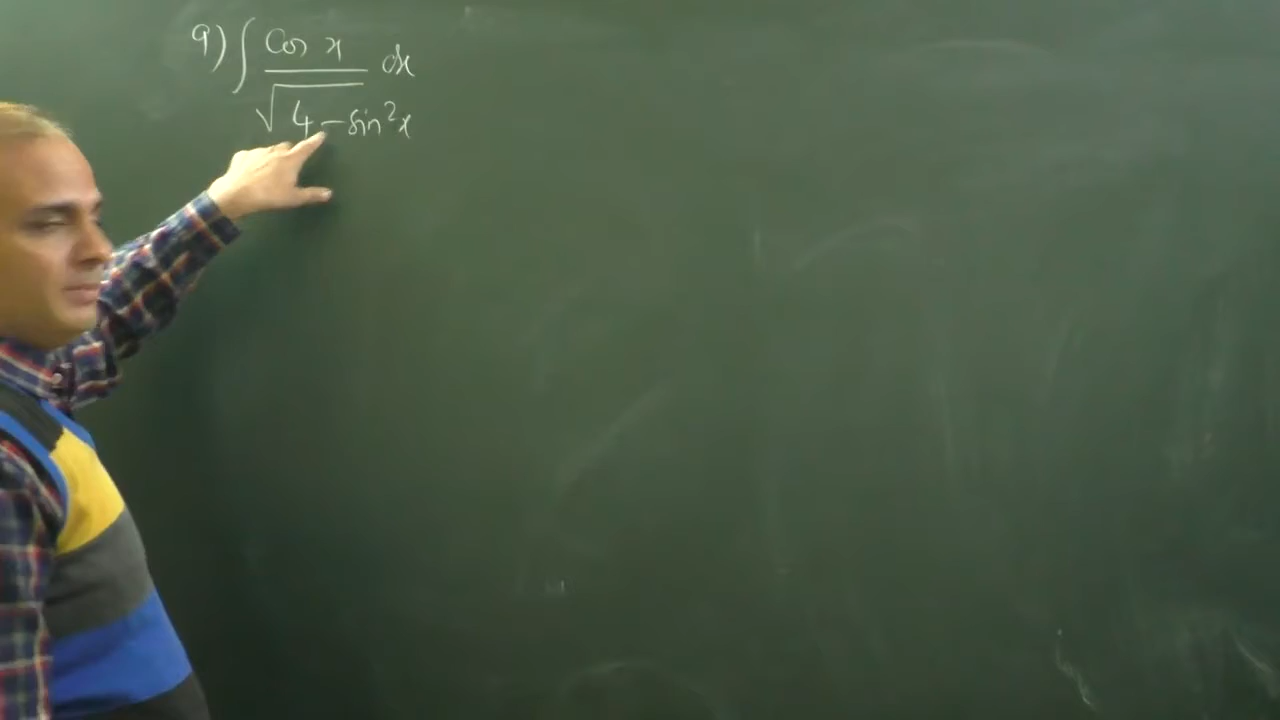 9) ∫ Cos x / √4 - sin²x dx